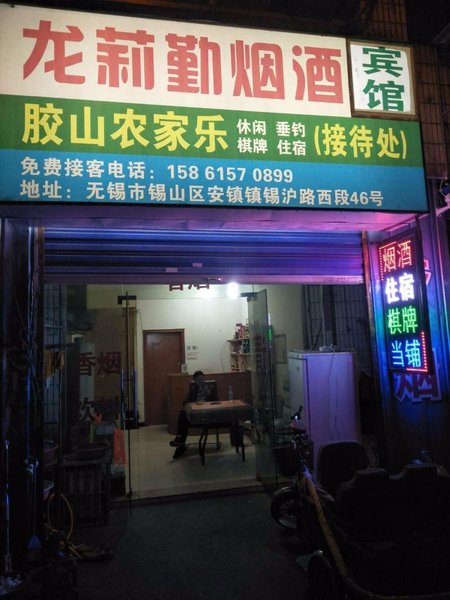 龙莉勤烟酒
宾馆
胶山农家乐
休闲 垂钓
棋牌 住宿
(接待处)
免费接客电话：158 6157 0899
地址：无锡市锡山区安镇镇锡沪路西段46号
烟酒
住宿
棋牌
当铺
香烟
烟